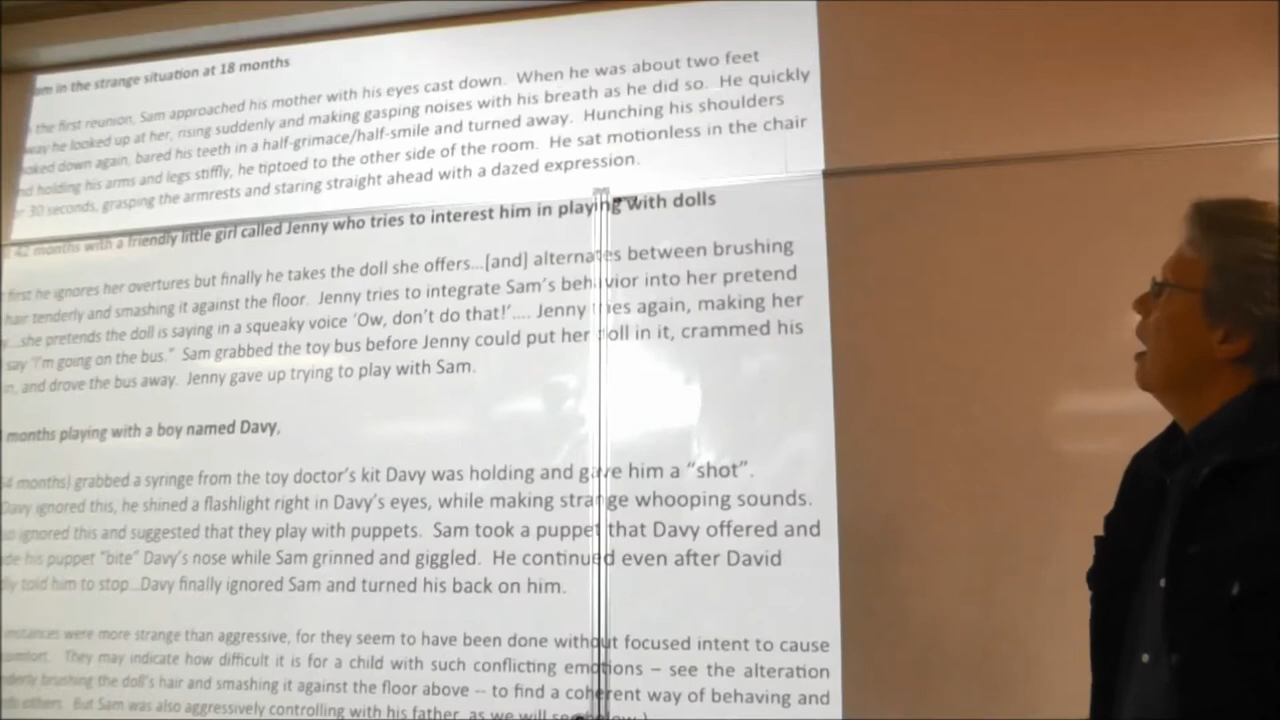 in the strange situation at 18 months
the first reunion, Sam approached his mother with his eyes cast down. When he was about two feet
away he looked up at her, rising suddenly and making gasping noises with his breath as he did so. He quickly
looked down again, bared his teeth in a half-grimace/half-smile and turned away. Hunching his shoulders
and holding his arms and legs stiffly, he tiptoed to the other side of the room. He sat motionless in the chair
30 seconds, grasping the armrests and staring straight ahead with a dazed expression.
42 months with a friendly little girl called Jenny who tries to interest him in playing with dolls
first he ignores her overtures but finally he takes the doll she offers...[and] alternates between brushing
hair tenderly and smashing it against the floor. Jenny tries to integrate Sam's behavior into her pretend
...she pretends the doll is saying in a squeaky voice 'Ow, don't do that!'.... Jenny tries again, making her
say "I'm going on the bus." Sam grabbed the toy bus before Jenny could put her doll in it, crammed his
in, and drove the bus away. Jenny gave up trying to play with Sam.
months playing with a boy named Davy,
months) grabbed a syringe from the toy doctor's kit Davy was holding and gave him a "shot".
Davy ignored this, he shined a flashlight right in Davy's eyes, while making strange whooping sounds.
ignored this and suggested that they play with puppets. Sam took a puppet that Davy offered and
his puppet "bite" Davy's nose while Sam grinned and giggled. He continued even after David
told him to stop...Davy finally ignored Sam and turned his back on him.
instances were more strange than aggressive, for they seem to have been done without focused intent to cause
They may indicate how difficult it is for a child with such conflicting emotions – see the alteration
brushing the doll's hair and smashing it against the floor above -- to find a coherent way of behaving and
others. But Sam was also aggressively controlling with his father, as we will see below.)